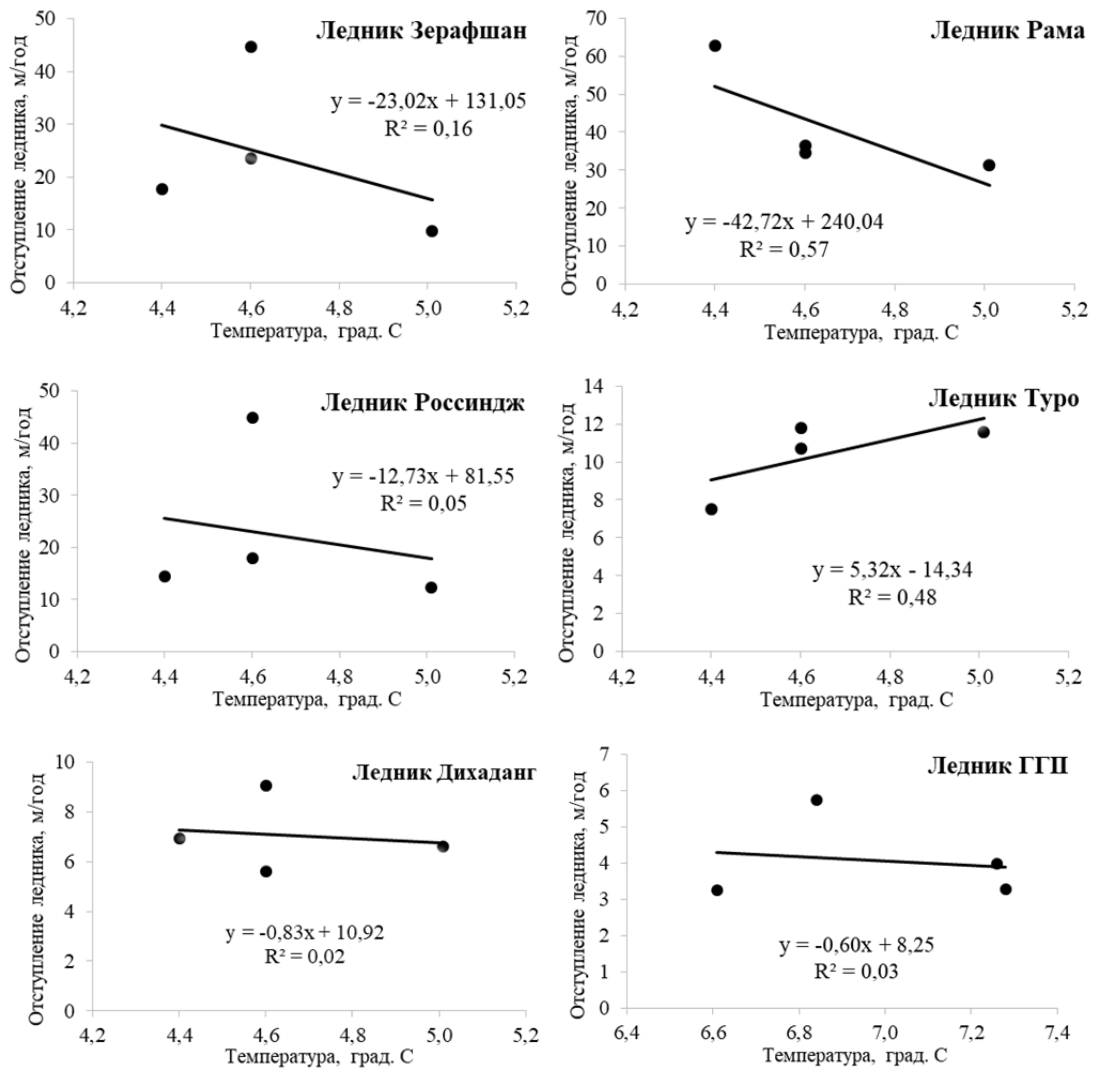 Ледник Зерафшан
Отступление ледника, м/год
50
40
30
20
10
0
y = -23,02x + 131,05
R² = 0,16
4,2 4,4 4,6 4,8 5,0 5,2
Температура, град. С
Ледник Рама
Отступление ледника, м/год
70
60
50
40
30
20
10
0
y = -42,72x + 240,04
R² = 0,57
4,2 4,4 4,6 4,8 5,0 5,2
Температура, град. С
Ледник Россиндж
Отступление ледника, м/год
50
40
30
20
10
0
y = -12,73x + 81,55
R² = 0,05
4,2 4,4 4,6 4,8 5,0 5,2
Температура, град. С
Ледник Туро
Отступление ледника, м/год
14
12
10
8
6
4
2
0
y = 5,32x - 14,34
R² = 0,48
4,2 4,4 4,6 4,8 5,0 5,2
Температура, град. С
Ледник Дихаданг
Отступление ледника, м/год
10
8
6
4
2
0
y = -0,83x + 10,92
R² = 0,02
4,2 4,4 4,6 4,8 5,0 5,2
Температура, град. С
Ледник ГГП
Отступление ледника, м/год
7
6
5
4
3
2
1
0
y = -0,60x + 8,25
R² = 0,03
6,4 6,6 6,8 7,0 7,2 7,4
Температура, град. С